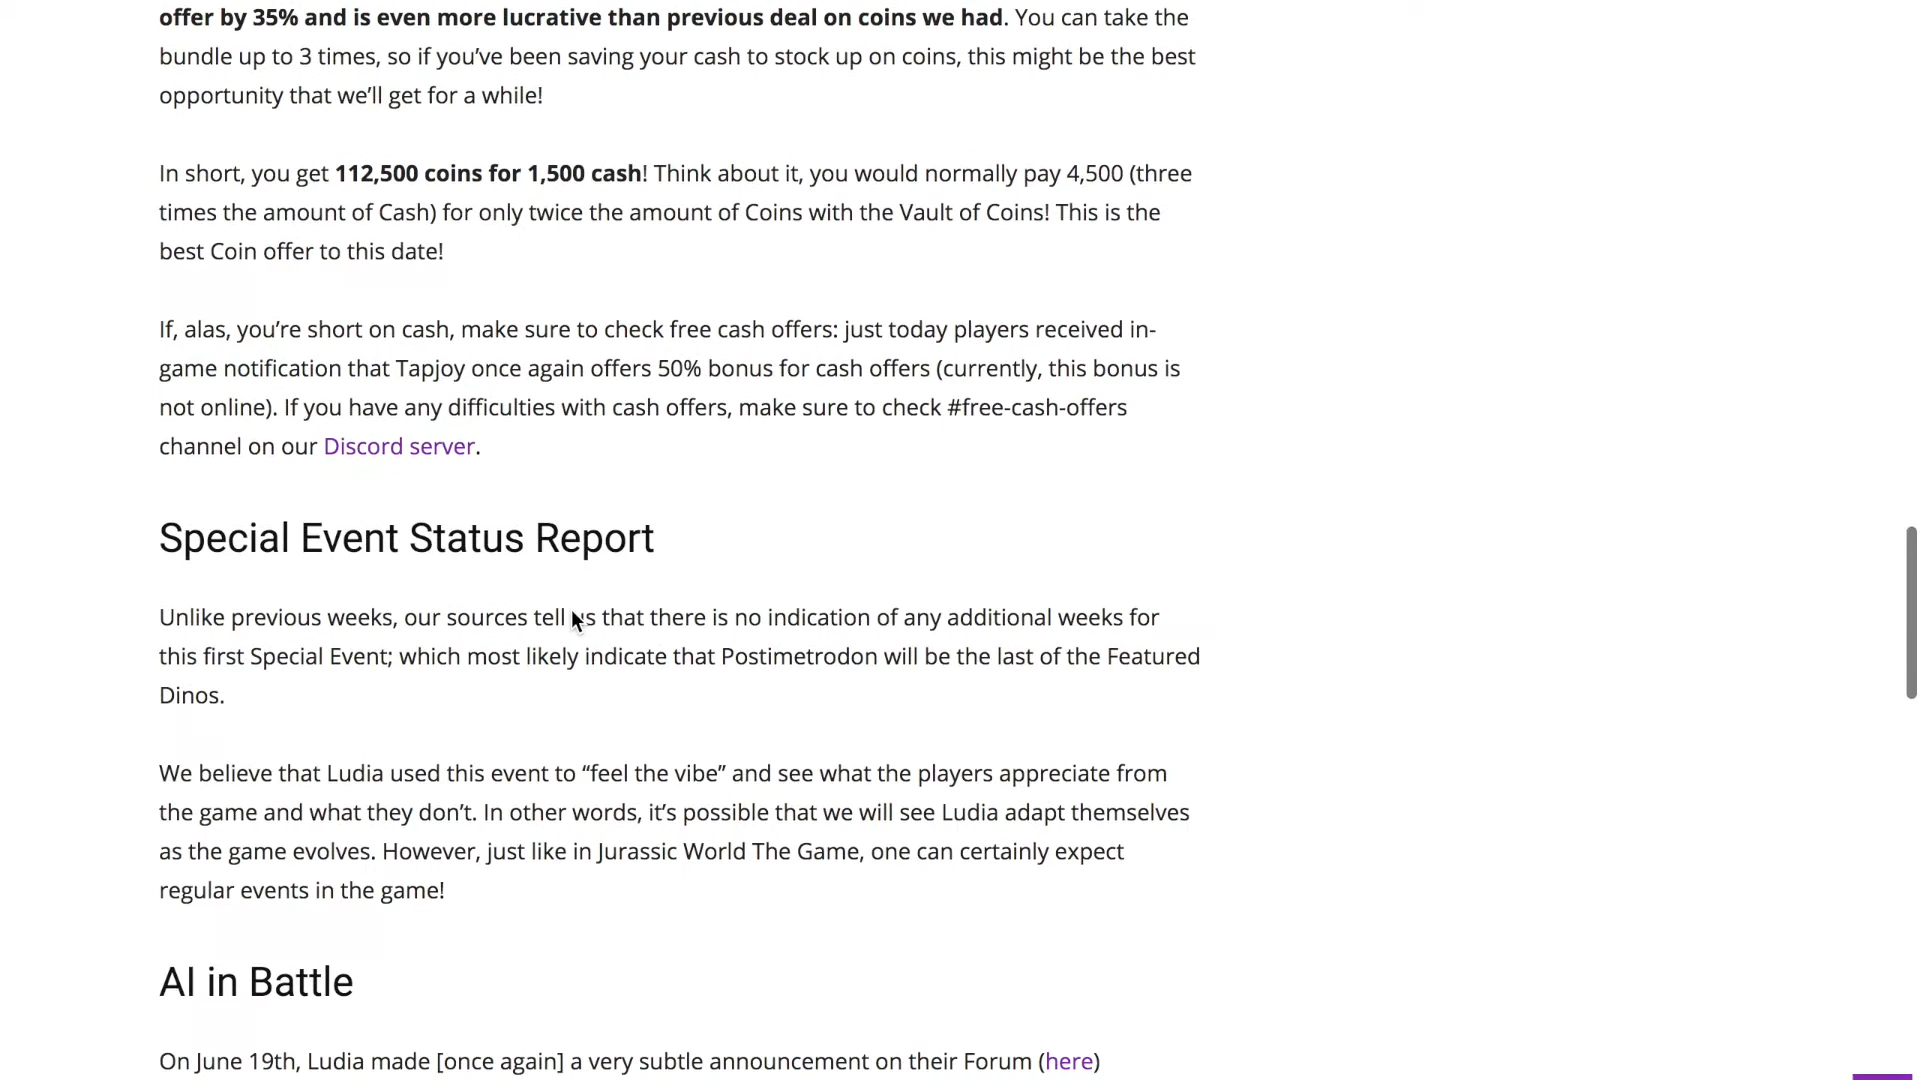 offer by 35% and is even more lucrative than previous deal on coins we had. You can take the
bundle up to 3 times, so if you’ve been saving your cash to stock up on coins, this might be the best
opportunity that we’ll get for a while!
In short, you get 112,500 coins for 1,500 cash! Think about it, you would normally pay 4,500 (three
times the amount of Cash) for only twice the amount of Coins with the Vault of Coins! This is the
best Coin offer to this date!
If, alas, you’re short on cash, make sure to check free cash offers: just today players received in-
game notification that Tapjoy once again offers 50% bonus for cash offers (currently, this bonus is
not online). If you have any difficulties with cash offers, make sure to check #free-cash-offers
channel on our Discord server.
Special Event Status Report
Unlike previous weeks, our sources tell us that there is no indication of any additional weeks for
this first Special Event; which most likely indicate that Postimetrodon will be the last of the Featured
Dinos.
We believe that Ludia used this event to “feel the vibe” and see what the players appreciate from
the game and what they don’t. In other words, it’s possible that we will see Ludia adapt themselves
as the game evolves. However, just like in Jurassic World The Game, one can certainly expect
regular events in the game!
AI in Battle
On June 19th, Ludia made [once again] a very subtle announcement on their Forum (here)